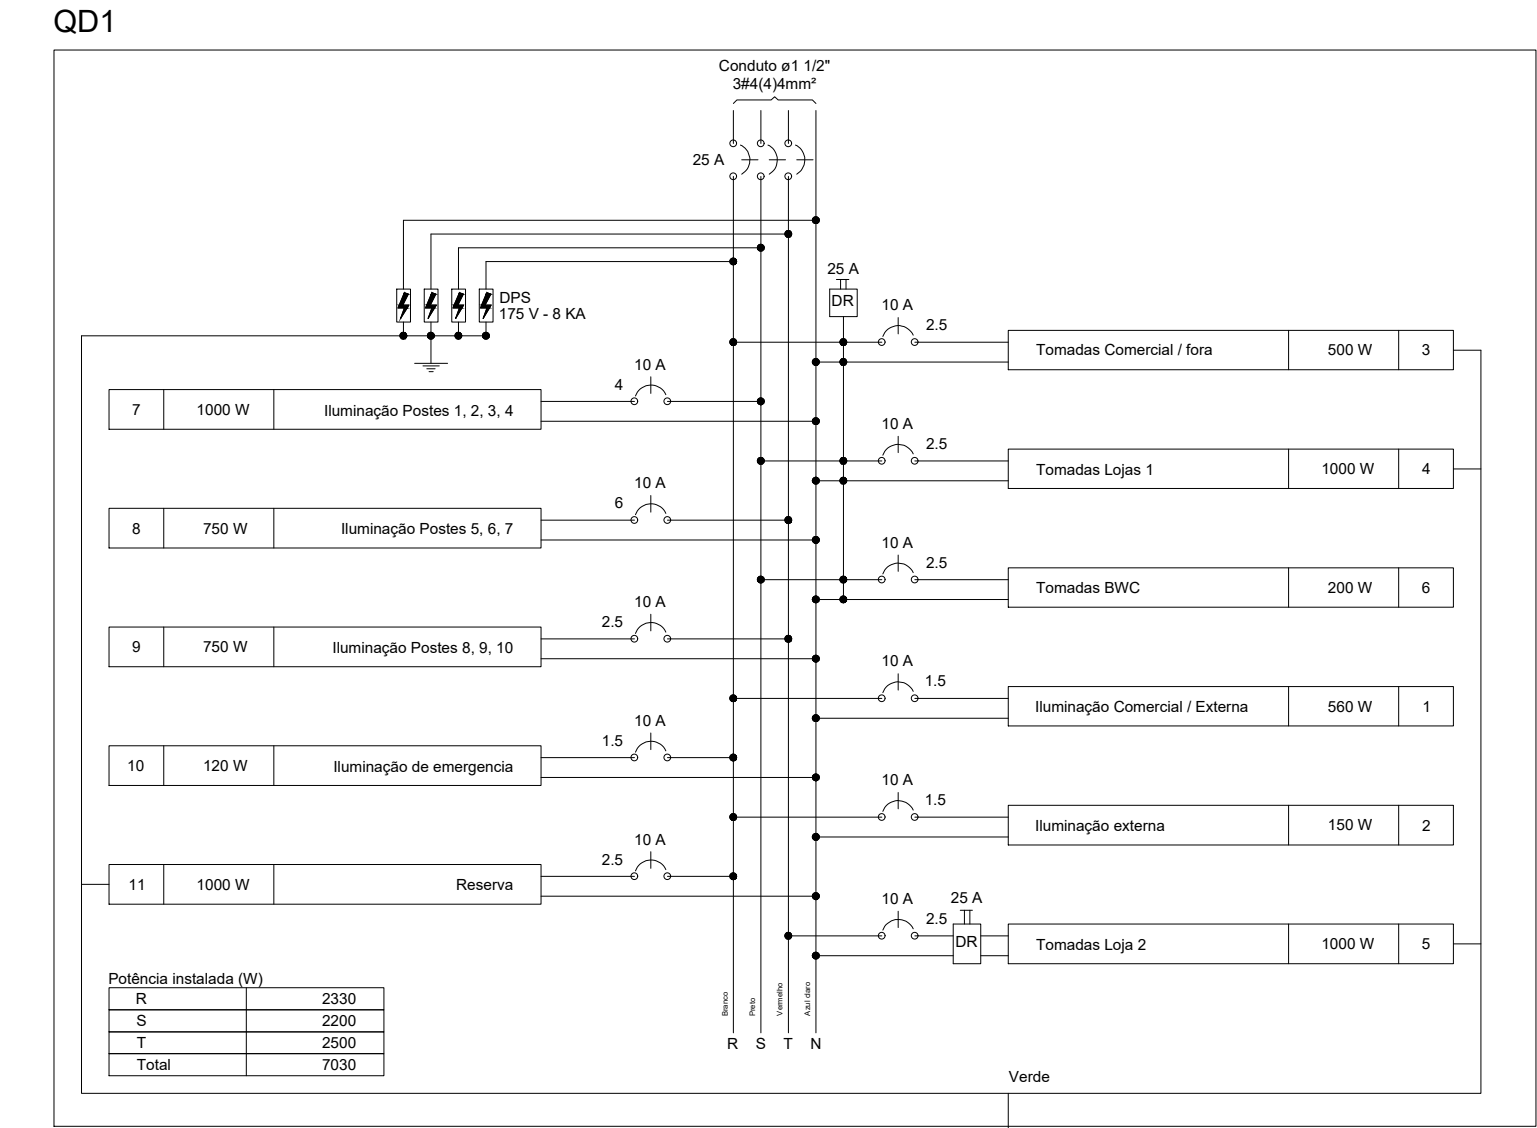 QD1
Conduto ø1 1/2"
3#4(4)4mm²
25 A
DPS
175 V - 8 KA
25 A
DR
10 A
2.5
Tomadas Comercial / fora 500 W 3
10 A
4
7 1000 W Iluminação Postes 1, 2, 3, 4
10 A
2.5
Tomadas Lojas 1 1000 W 4
10 A
6
8 750 W Iluminação Postes 5, 6, 7
10 A
2.5
Tomadas BWC 200 W 6
10 A
2.5
9 750 W Iluminação Postes 8, 9, 10
10 A
1.5
Iluminação Comercial / Externa 560 W 1
10 A
1.5
10 120 W Iluminação de emergencia
10 A
1.5
Iluminação externa 150 W 2
10 A
2.5
11 1000 W Reserva
10 A
2.5
25 A
DR
Tomadas Loja 2 1000 W 5
Potência instalada (W)
R 2330
S 2200
T 2500
Total 7030
Branco
Preto
Vermelho
Azul claro
R S T N
Verde